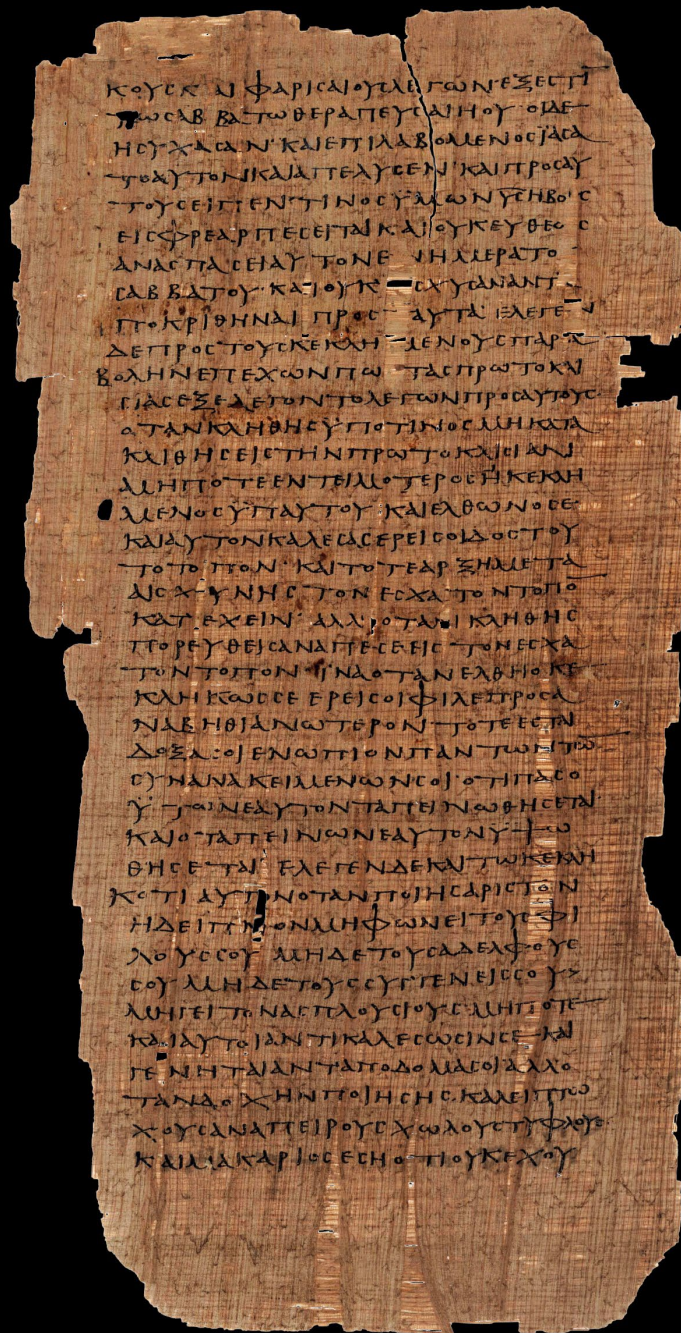 ΚΟΥΣ ΚΑΙ ΦΑΡΙΣΑΙΟΥΣ ΛΕΓΩΝ ΕΞΕΣΤΙ
ΤΩ ΣΑΒΒΑΤΩ ΘΕΡΑΠΕΥΣΑΙ Η ΟΥ ΟΙ ΔΕ
ΗΣΥΧΑΣΑΝ ΚΑΙ ΕΠΙΛΑΒΟΜΕΝΟΣ ΙΑΣΑ
ΤΟ ΑΥΤΟΝ ΚΑΙ ΑΠΕΛΥΣΕΝ ΚΑΙ ΠΡΟΣ ΑΥ
ΤΟΥΣ ΕΙΠΕΝ ΤΙΝΟΣ ΥΜΩΝ ΥΣ Η ΒΟΥΣ
ΕΙΣ ΦΡΕΑΡ ΠΕΣΕΙΤΑΙ ΚΑΙ ΟΥΚ ΕΥΘΕΩΣ
ΑΝΑΣΠΑΣΕΙ ΑΥΤΟΝ ΗΜΕΡΑ ΤΟ
ΣΑΒΒΑΤΟΥ ΚΑΙ ΟΥΚ
ΠΟΚΡΙΘΗΝΑΙ ΠΡΟΣ ΤΑΥΤΑ ΕΛΕΓΕΝ
ΔΕ ΠΡΟΣ ΤΟΥΣ ΚΕΚΛΗΜΕΝΟΥΣ ΠΑΡΑ
ΒΟΛΗΝ ΕΠΕΧΩΝ ΠΩΣ ΤΑΣ ΠΡΩΤΟΚΛΙ
ΣΙΑΣ ΕΞΕΛΕΓΟΝΤΟ ΛΕΓΩΝ ΠΡΟΣ ΑΥΤΟΥΣ
ΟΤΑΝ ΚΛΗΘΗΣ ΥΠΟ ΤΙΝΟΣ ΜΗ ΚΑΤΑ
ΚΛΙΘΗΣ ΕΙΣ ΤΗΝ ΠΡΩΤΟΚΛΙΣΙΑΝ
ΜΗΠΟΤΕ ΕΝΤΕΙΜΟΤΕΡΟΣ ΣΟΥ Η ΚΕΚΛΗ
ΜΕΝΟΣ ΥΠ ΑΥΤΟΥ ΚΑΙ ΕΛΘΩΝ Ο ΣΕ
ΚΑΙ ΑΥΤΟΝ ΚΑΛΕΣΑΣ ΕΡΕΙ ΣΟΙ ΔΟΣ ΤΟΥ
ΤΟ ΤΟΠΟΝ ΚΑΙ ΤΟΤΕ ΑΡΞΗ ΜΕΤΑ
ΑΙΣΧΥΝΗΣ ΤΟΝ ΕΣΧΑΤΟΝ ΤΟΠΟ
ΚΑΤΕΧΕΙΝ ΑΛΛ ΟΤΑΝ ΚΛΗΘΗΣ
ΠΟΡΕΥΘΕΙΣ ΑΝΑΠΕΣΕ ΕΙΣ ΤΟΝ ΕΣΧΑ
ΤΟΝ ΤΟΠΟΝ ΙΝΑ ΟΤΑΝ ΕΛΘΗ Ο ΚΕ
ΚΛΗΚΩΣ ΣΕ ΕΡΕΙ ΣΟΙ ΦΙΛΕ ΠΡΟΣΑ
ΝΑΒΗΘΙ ΑΝΩΤΕΡΟΝ ΤΟΤΕ ΕΣΤΑΙ
ΔΟΞΑ ΣΟΙ ΕΝΩΠΙΟΝ ΠΑΝΤΩΝ ΤΩ
ΣΥΝΑΝΑΚΕΙΜΕΝΩΝ ΣΟΙ ΟΤΙ ΠΑΣ Ο
ΥΨΩΝ ΕΑΥΤΟΝ ΤΑΠΕΙΝΩΘΗΣΕΤΑΙ
ΚΑΙ Ο ΤΑΠΕΙΝΩΝ ΕΑΥΤΟΝ ΥΨΩ
ΘΗΣΕΤΑΙ ΕΛΕΓΕΝ ΔΕ ΚΑΙ ΤΩ ΚΕΚΛΗ
ΚΟΤΙ ΑΥΤΟΝ ΟΤΑΝ ΠΟΙΗΣ ΑΡΙΣΤΟΝ
Η ΔΕΙΠΝΟΝ ΜΗ ΦΩΝΕΙ ΤΟΥΣ ΦΙ
ΛΟΥΣ ΣΟΥ ΜΗΔΕ ΤΟΥΣ ΑΔΕΛΦΟΥΣ
ΣΟΥ ΜΗΔΕ ΤΟΥΣ ΣΥΓΓΕΝΕΙΣ ΣΟΥ
ΜΗ ΓΕΙΤΟΝΑΣ ΠΛΟΥΣΙΟΥΣ ΜΗΠΟΤΕ
ΚΑΙ ΑΥΤΟΙ ΑΝΤΙΚΑΛΕΣΩΣΙΝ ΣΕ ΚΑΙ
ΓΕΝΗΤΑΙ ΑΝΤΑΠΟΔΟΜΑ ΣΟΙ ΑΛΛ Ο
ΤΑΝ ΔΟΧΗΝ ΠΟΙΗΣΗΣ ΚΑΛΕΙ ΠΤΩ
ΧΟΥΣ ΑΝΑΠΕΙΡΟΥΣ ΧΩΛΟΥΣ ΤΥΦΛΟΥΣ
ΚΑΙ ΜΑΚΑΡΙΟΣ ΕΣΗ ΟΤΙ ΟΥΚ ΕΧΟΥ